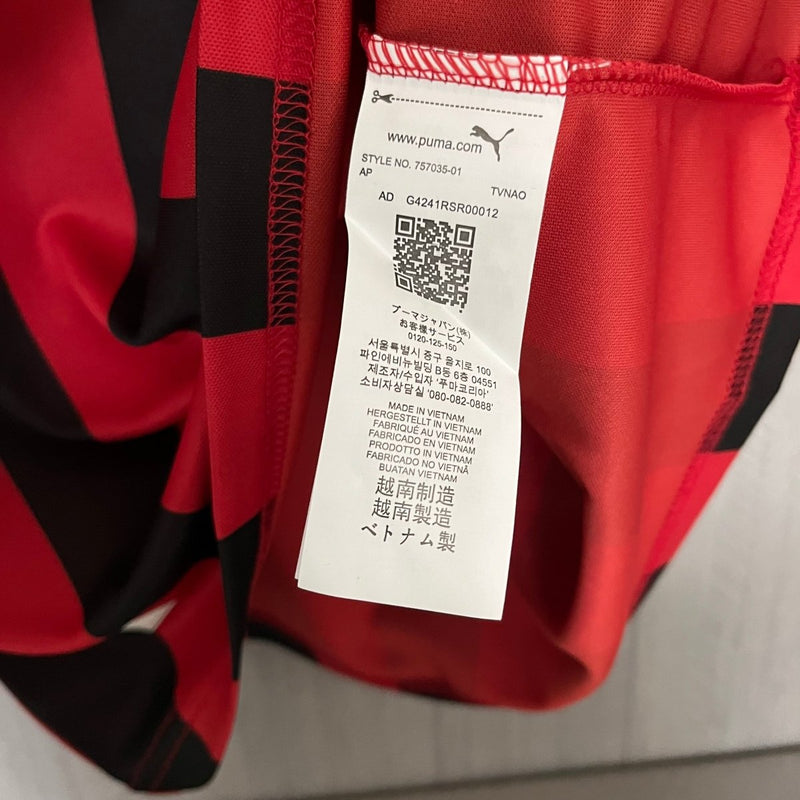 www.puma.com
STYLE NO. 757035-01
AP TVNAO
AD G4241RSR00012
プーマジャパン(株)
お客様サービス
0120-125-150
서울특별시 중구 을지로 100
파인에비뉴빌딩 B동 6층 04551
제조자/수입자 '푸마코리아'
소비자상담실 '080-082-0888'
MADE IN VIETNAM
HERGESTELLT IN VIETNAM
FABRIQUÉ AU VIETNAM
FABRICADO EN VIETNAM
PRODOTTO IN VIETNAM
FABRICADO NO VIETNÃ
BUATAN VIETNAM
越南制造
越南製造
ベトナム製